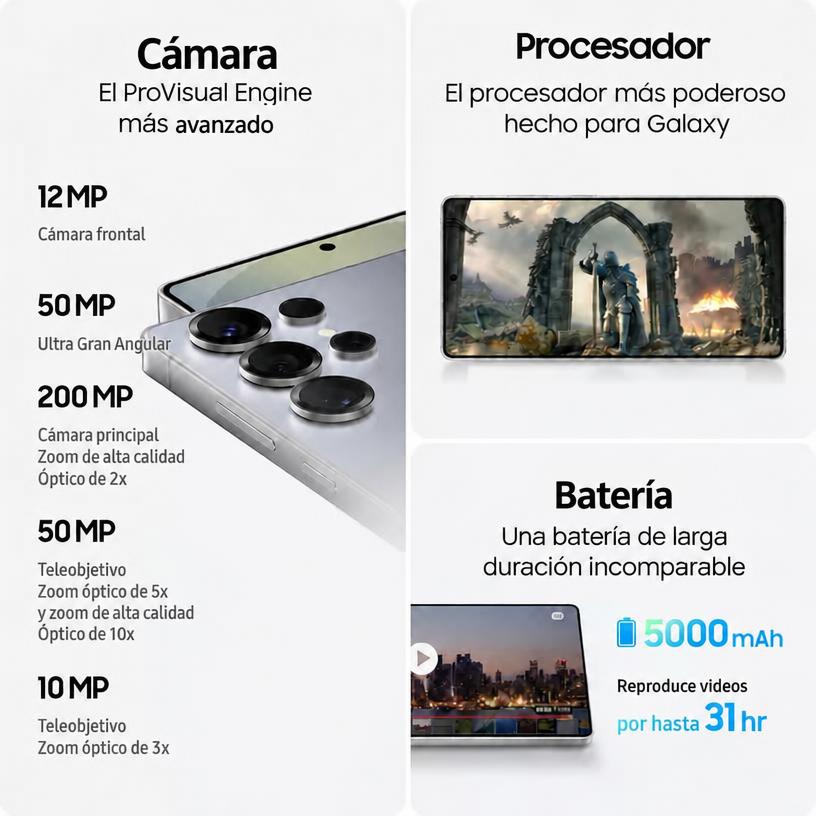 Cámara
El ProVisual Engine
más avanzado
12 MP
Cámara frontal
50 MP
Ultra Gran Angular
200 MP
Cámara principal
Zoom de alta calidad
Óptico de 2x
50 MP
Teleobjetivo
Zoom óptico de 5x
y zoom de alta calidad
Óptico de 10x
10 MP
Teleobjetivo
Zoom óptico de 3x
Procesador
El procesador más poderoso
hecho para Galaxy
Batería
Una batería de larga
duración incomparable
5000 mAh
Reproduce videos
por hasta 31 hr